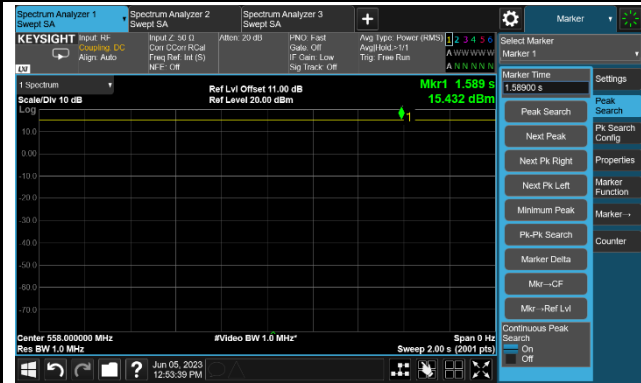 Spectrum Analyzer 1
Swept SA
Spectrum Analyzer 2
Swept SA
Spectrum Analyzer 3
Swept SA
+
Marker
KEYSIGHT
Input: RF
Coupling: DC
Align: Auto
Input Z: 50 Ω
Corr CCorr RCal
Freq Ref: Int (S)
NFE: Off
Atten: 20 dB
PNO: Fast
Gate: Off
IF Gain: Low
Sig Track: Off
Avg Type: Power (RMS)
Avg|Hold:>1/1
Trig: Free Run
1 2 3 4 5 6
A W W W W W
A N N N N N
LXI
Select Marker
Marker 1
1 Spectrum
Scale/Div 10 dB
Log
Ref Lvl Offset 11.00 dB
Ref Level 20.00 dBm
Mkr1 1.589 s
15.432 dBm
1
10.0
0.00
-10.0
-20.0
-30.0
-40.0
-50.0
-60.0
-70.0
Center 558.000000 MHz
Res BW 1.0 MHz
#Video BW 1.0 MHz*
Span 0 Hz
Sweep 2.00 s (2001 pts)
Marker Time
1.58900 s
Peak Search
Next Peak
Next Pk Right
Next Pk Left
Minimum Peak
Pk-Pk Search
Marker Delta
Mkr→CF
Mkr→Ref Lvl
Continuous Peak
Search
On
Off
Settings
Peak
Search
Pk Search
Config
Properties
Marker
Function
Marker→
Counter
?
Jun 05, 2023
12:53:39 PM